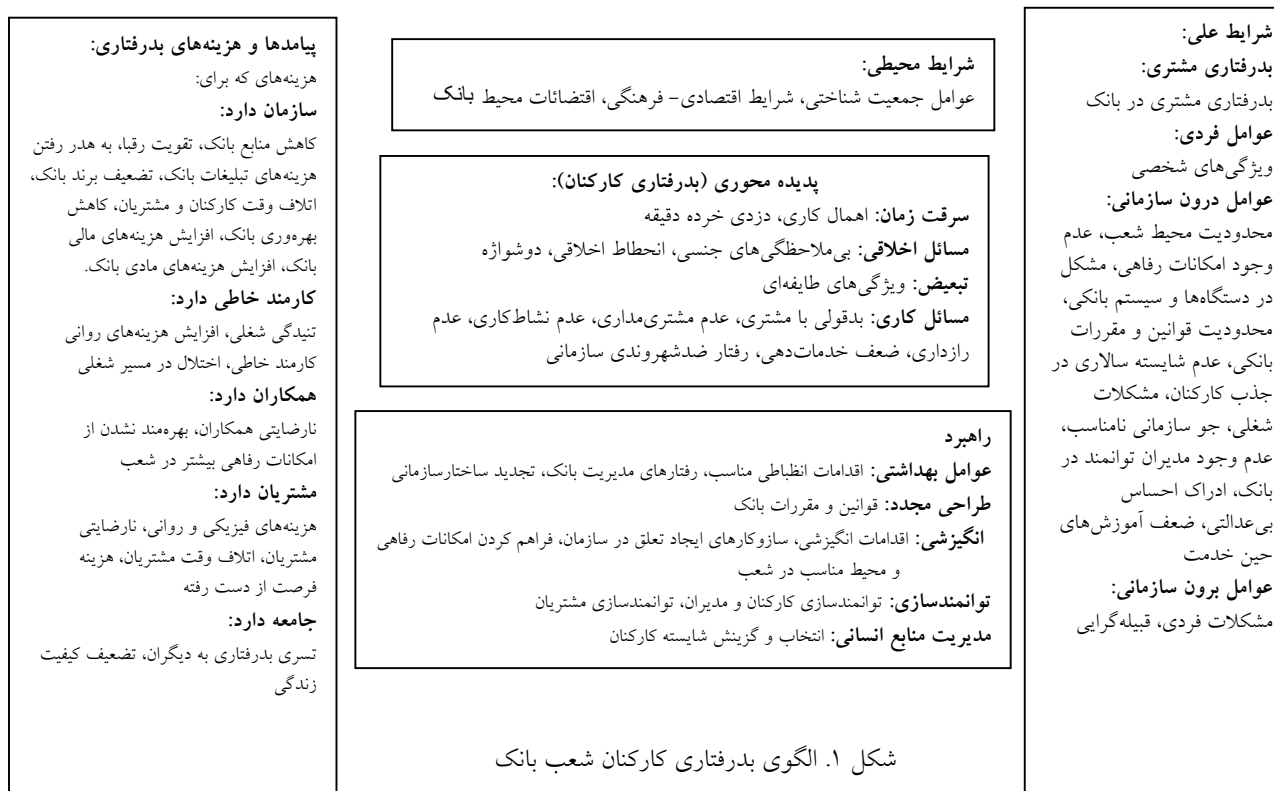 شرایط علی:
بدرفتاری مشتری:
بدرفتاری مشتری در بانک
عوامل فردی:
ویژگی‌های شخصی
عوامل درون سازمانی:
محدودیت محیط شعب، عدم
وجود امکانات رفاهی، مشکل
در دستگاه‌ها و سیستم بانکی،
محدودیت قوانین و مقررات
بانکی، عدم شایسته سالاری در
جذب کارکنان، مشکلات
شغلی، جو سازمانی نامناسب،
عدم وجود مدیران توانمند در
بانک، ادراک احساس
بی‌عدالتی، ضعف آموزش‌های
حین خدمت
عوامل برون سازمانی:
مشکلات فردی، قبیله‌گرایی
شرایط محیطی:
عوامل جمعیت شناختی، شرایط اقتصادی- فرهنگی، اقتضائات محیط بانک
پدیده محوری (بدرفتاری کارکنان):
سرقت زمان: اهمال کاری، دزدی خرده دقیقه
مسائل اخلاقی: بی‌ملاحظگی‌های جنسی، انحطاط اخلاقی، دوشواژه
تبعیض: ویژگی‌های طایفه‌ای
مسائل کاری: بدقولی با مشتری، عدم مشتری‌مداری، عدم نشاط‌کاری، عدم
رازداری، ضعف خدمات‌دهی، رفتار ضدشهروندی سازمانی
راهبرد
عوامل بهداشتی: اقدامات انظباطی مناسب، رفتارهای مدیریت بانک، تجدید ساختارسازمانی
طراحی مجدد: قوانین و مقررات بانک
انگیزشی: اقدامات انگیزشی، سازوکارهای ایجاد تعلق در سازمان، فراهم کردن امکانات رفاهی
و محیط مناسب در شعب
توانمندسازی: توانمندسازی کارکنان و مدیران، توانمندسازی مشتریان
مدیریت منابع انسانی: انتخاب و گزینش شایسته کارکنان
پیامدها و هزینه‌های بدرفتاری:
هزینه‌های که برای:
سازمان دارد:
کاهش منابع بانک، تقویت رقبا، به هدر رفتن
هزینه‌های تبلیغات بانک، تضعیف برند بانک،
اتلاف وقت کارکنان و مشتریان، کاهش
بهره‌وری بانک، افزایش هزینه‌های مالی
بانک، افزایش هزینه‌های مادی بانک.
کارمند خاطی دارد:
تنیدگی شغلی، افزایش هزینه‌های روانی
کارمند خاطی، اختلال در مسیر شغلی
همکاران دارد:
نارضایتی همکاران، بهره‌مند نشدن از
امکانات رفاهی بیشتر در شعب
مشتریان دارد:
هزینه‌های فیزیکی و روانی، نارضایتی
مشتریان، اتلاف وقت مشتریان، هزینه
فرصت از دست رفته
جامعه دارد:
تسری بدرفتاری به دیگران، تضعیف کیفیت
زندگی
شکل ۱. الگوی بدرفتاری کارکنان شعب بانک